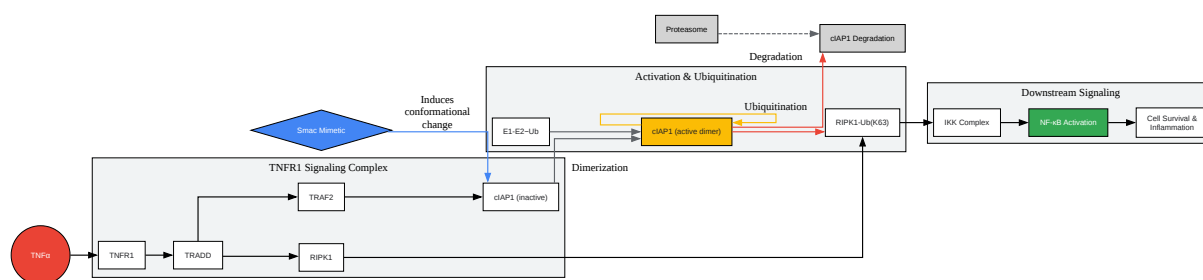 Proteasome
cIAP1 Degradation
Degradation
Activation & Ubiquitination
Downstream Signaling
Induces
conformational
change
Ubiquitination
Smac Mimetic
E1-E2-Ub
cIAP1 (active dimer)
RIPK1-Ub(K63)
IKK Complex
NF-κB Activation
Cell Survival &
Inflammation
TNFR1 Signaling Complex
Dimerization
TRAF2
cIAP1 (inactive)
TNFα
TNFR1
TRADD
RIPK1